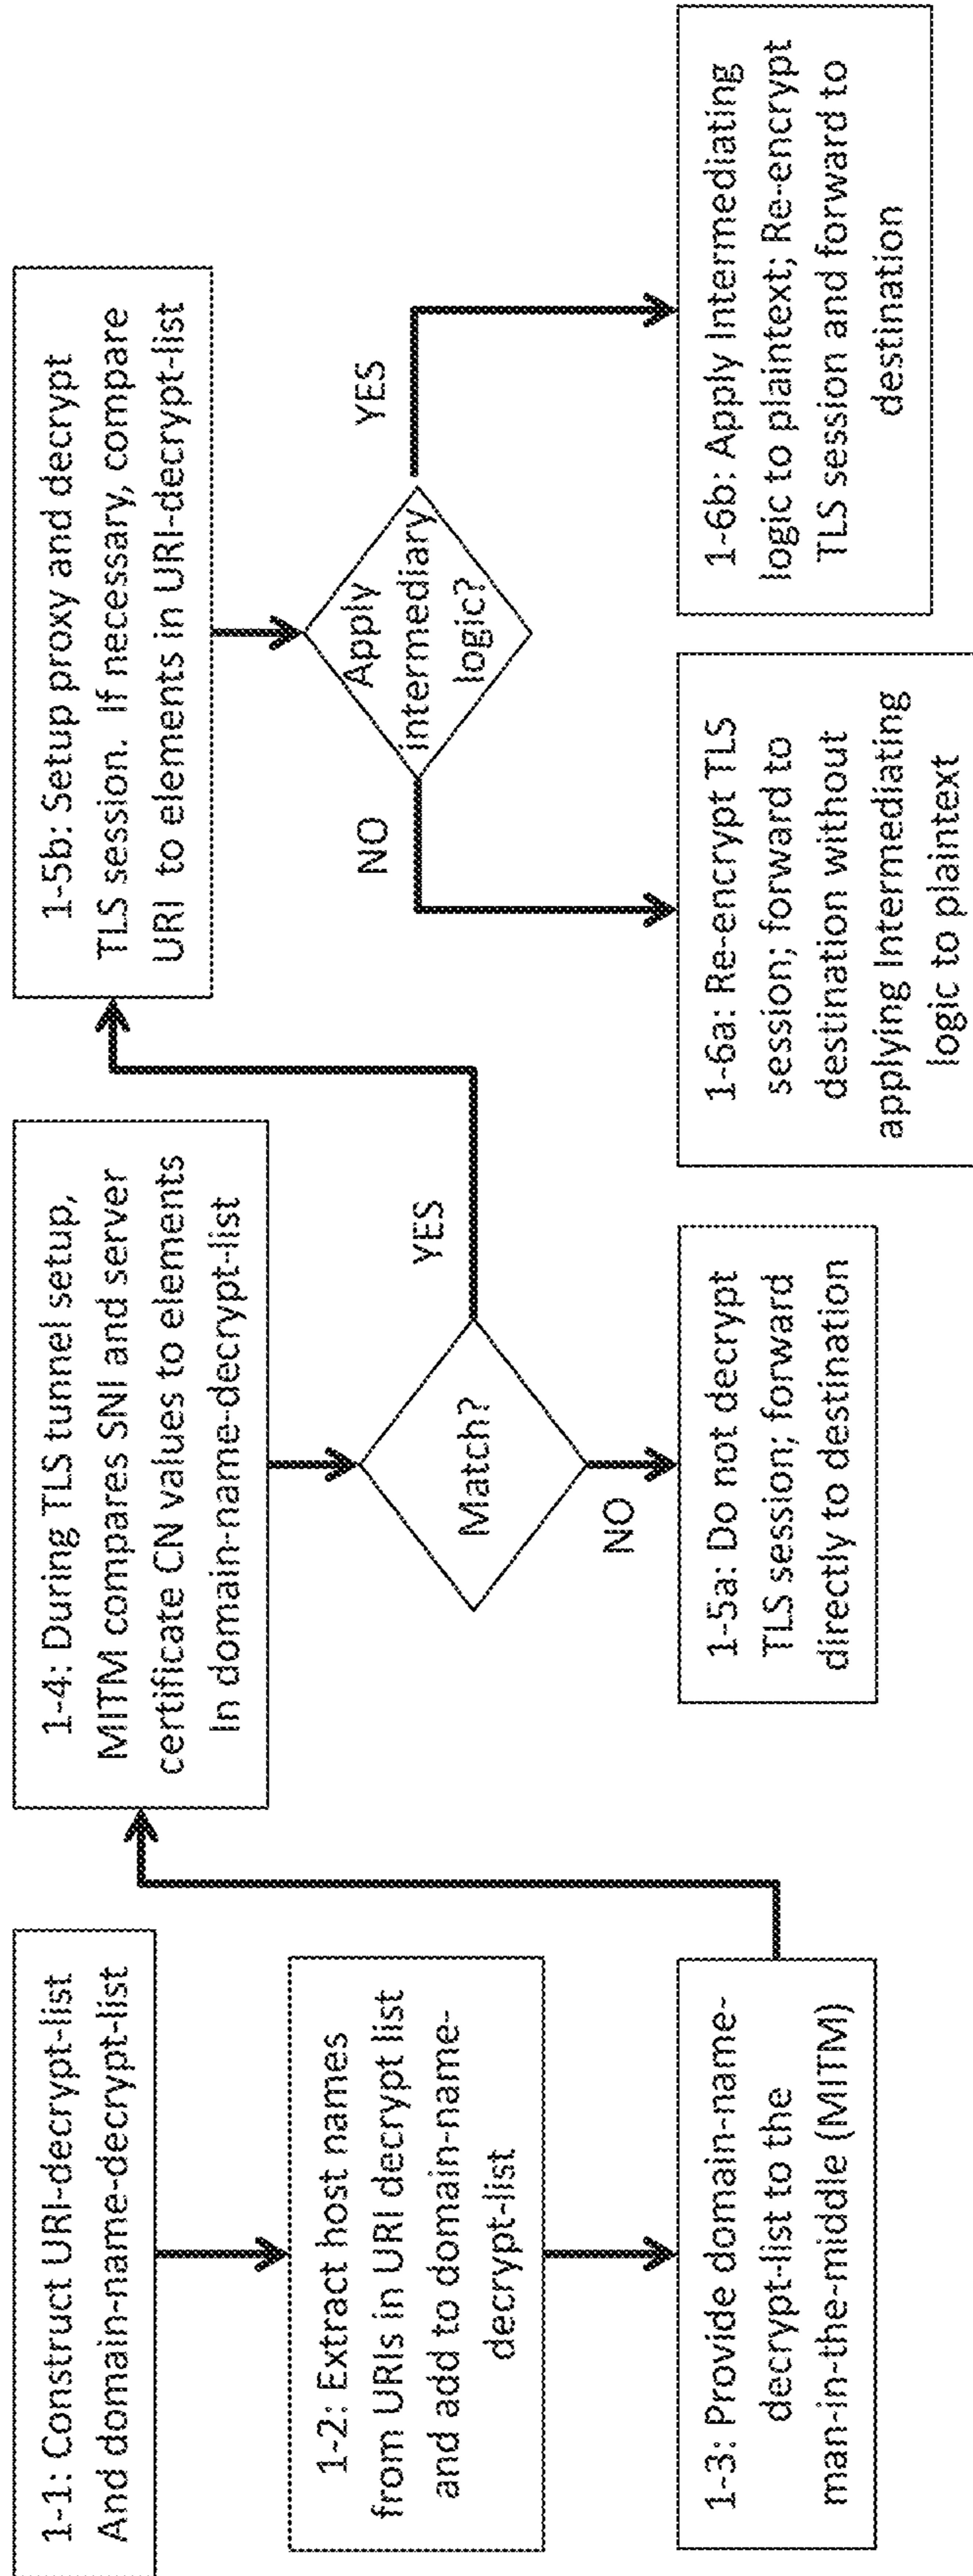 1-1: Construct URI-decrypt-list
And domain-name-decrypt-list
1-2: Extract host names
from URIs in URI decrypt list
and add to domain-name-
decrypt-list
1-3: Provide domain-name-
decrypt-list to the
man-in-the-middle (MITM)
1-4: During TLS tunnel setup,
MITM compares SNI and server
certificate CN values to elements
In domain-name-decrypt-list
Match?
YES
NO
1-5a: Do not decrypt
TLS session; forward
directly to destination
1-5b: Setup proxy and decrypt
TLS session. If necessary, compare
URI to elements in URI-decrypt-list
Apply
intermediary
logic?
NO
YES
1-6a: Re-encrypt TLS
session; forward to
destination without
applying Intermediating
logic to plaintext
1-6b: Apply Intermediating
logic to plaintext; Re-encrypt
TLS session and forward to
destination